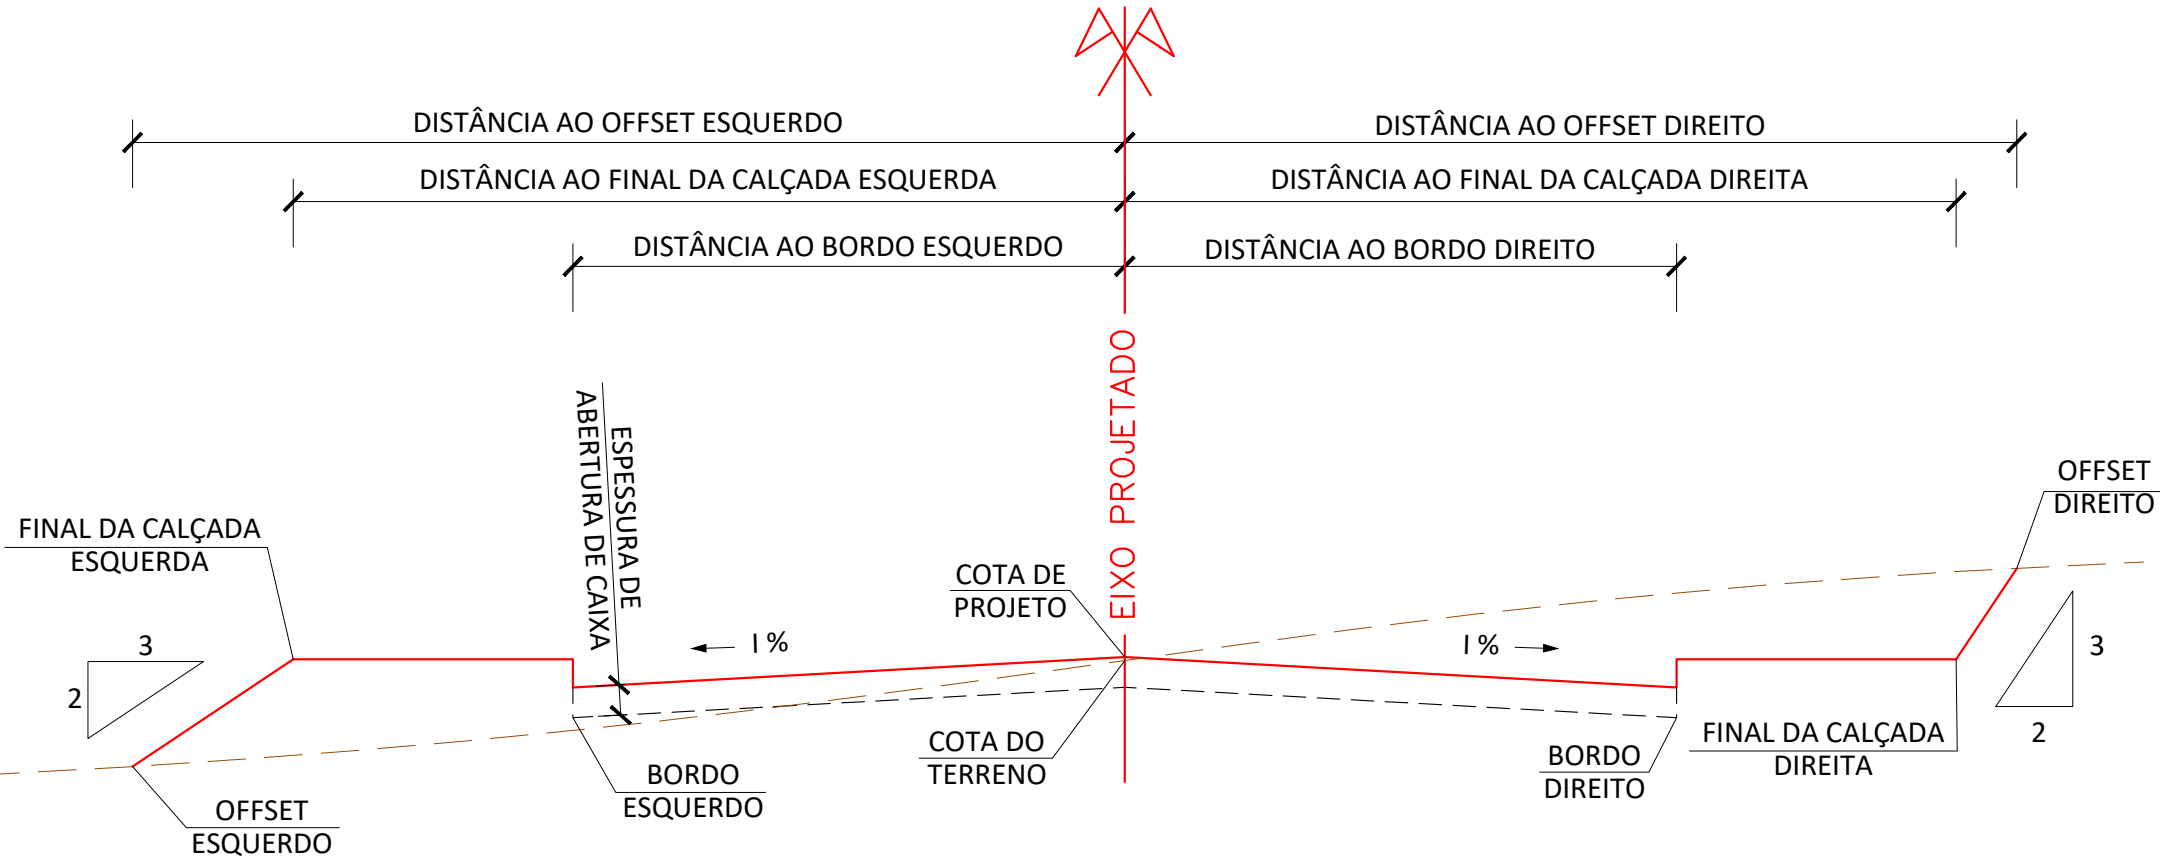 DISTÂNCIA AO OFFSET ESQUERDO
DISTÂNCIA AO OFFSET DIREITO
DISTÂNCIA AO FINAL DA CALÇADA ESQUERDA
DISTÂNCIA AO FINAL DA CALÇADA DIREITA
DISTÂNCIA AO BORDO ESQUERDO
DISTÂNCIA AO BORDO DIREITO
EIXO PROJETADO
ESPESSURA DE
ABERTURA DE CAIXA
OFFSET
DIREITO
FINAL DA CALÇADA
ESQUERDA
COTA DE
PROJETO
3
2
I %
I %
3
2
COTA DO
TERRENO
BORDO
ESQUERDO
BORDO
DIREITO
FINAL DA CALÇADA
DIREITA
OFFSET
ESQUERDO